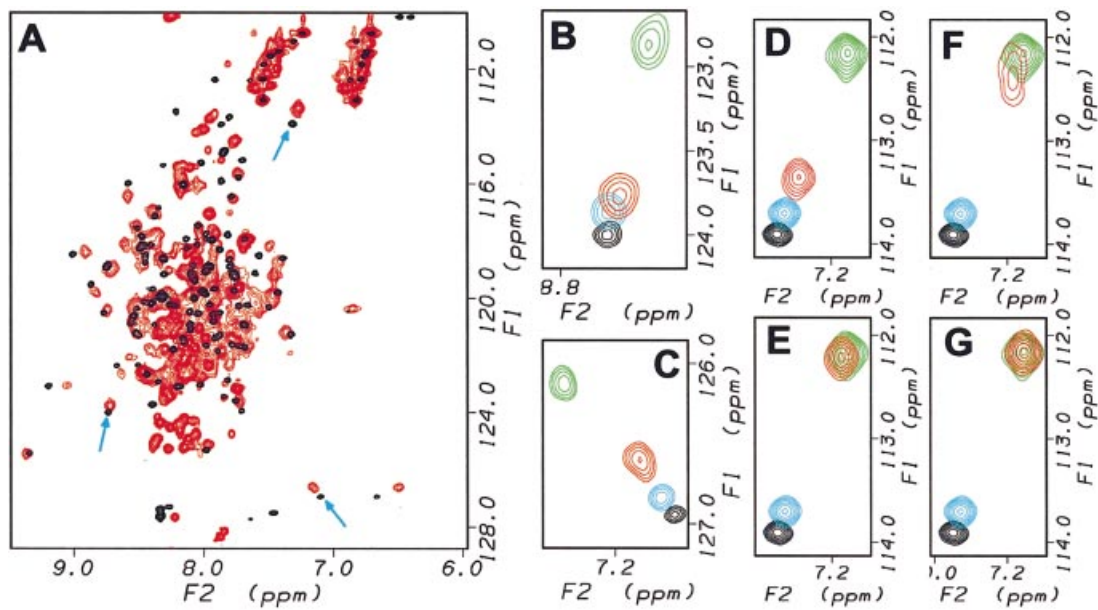 A
112.0
116.0
120.0
124.0
128.0
F1 (ppm)
9.0 8.0 7.0 6.0
F2 (ppm)
B
123.0
123.5
124.0
F1 (ppm)
8.8
F2 (ppm)
C
126.0
127.0
F1 (ppm)
7.2
F2 (ppm)
D
112.0
113.0
114.0
F1 (ppm)
7.2
F2 (ppm)
E
112.0
113.0
114.0
F1 (ppm)
7.2
F2 (ppm)
F
112.0
113.0
114.0
F1 (ppm)
7.2
F2 (ppm)
G
112.0
113.0
114.0
F1 (ppm)
0.0 7.2
F2 (ppm)